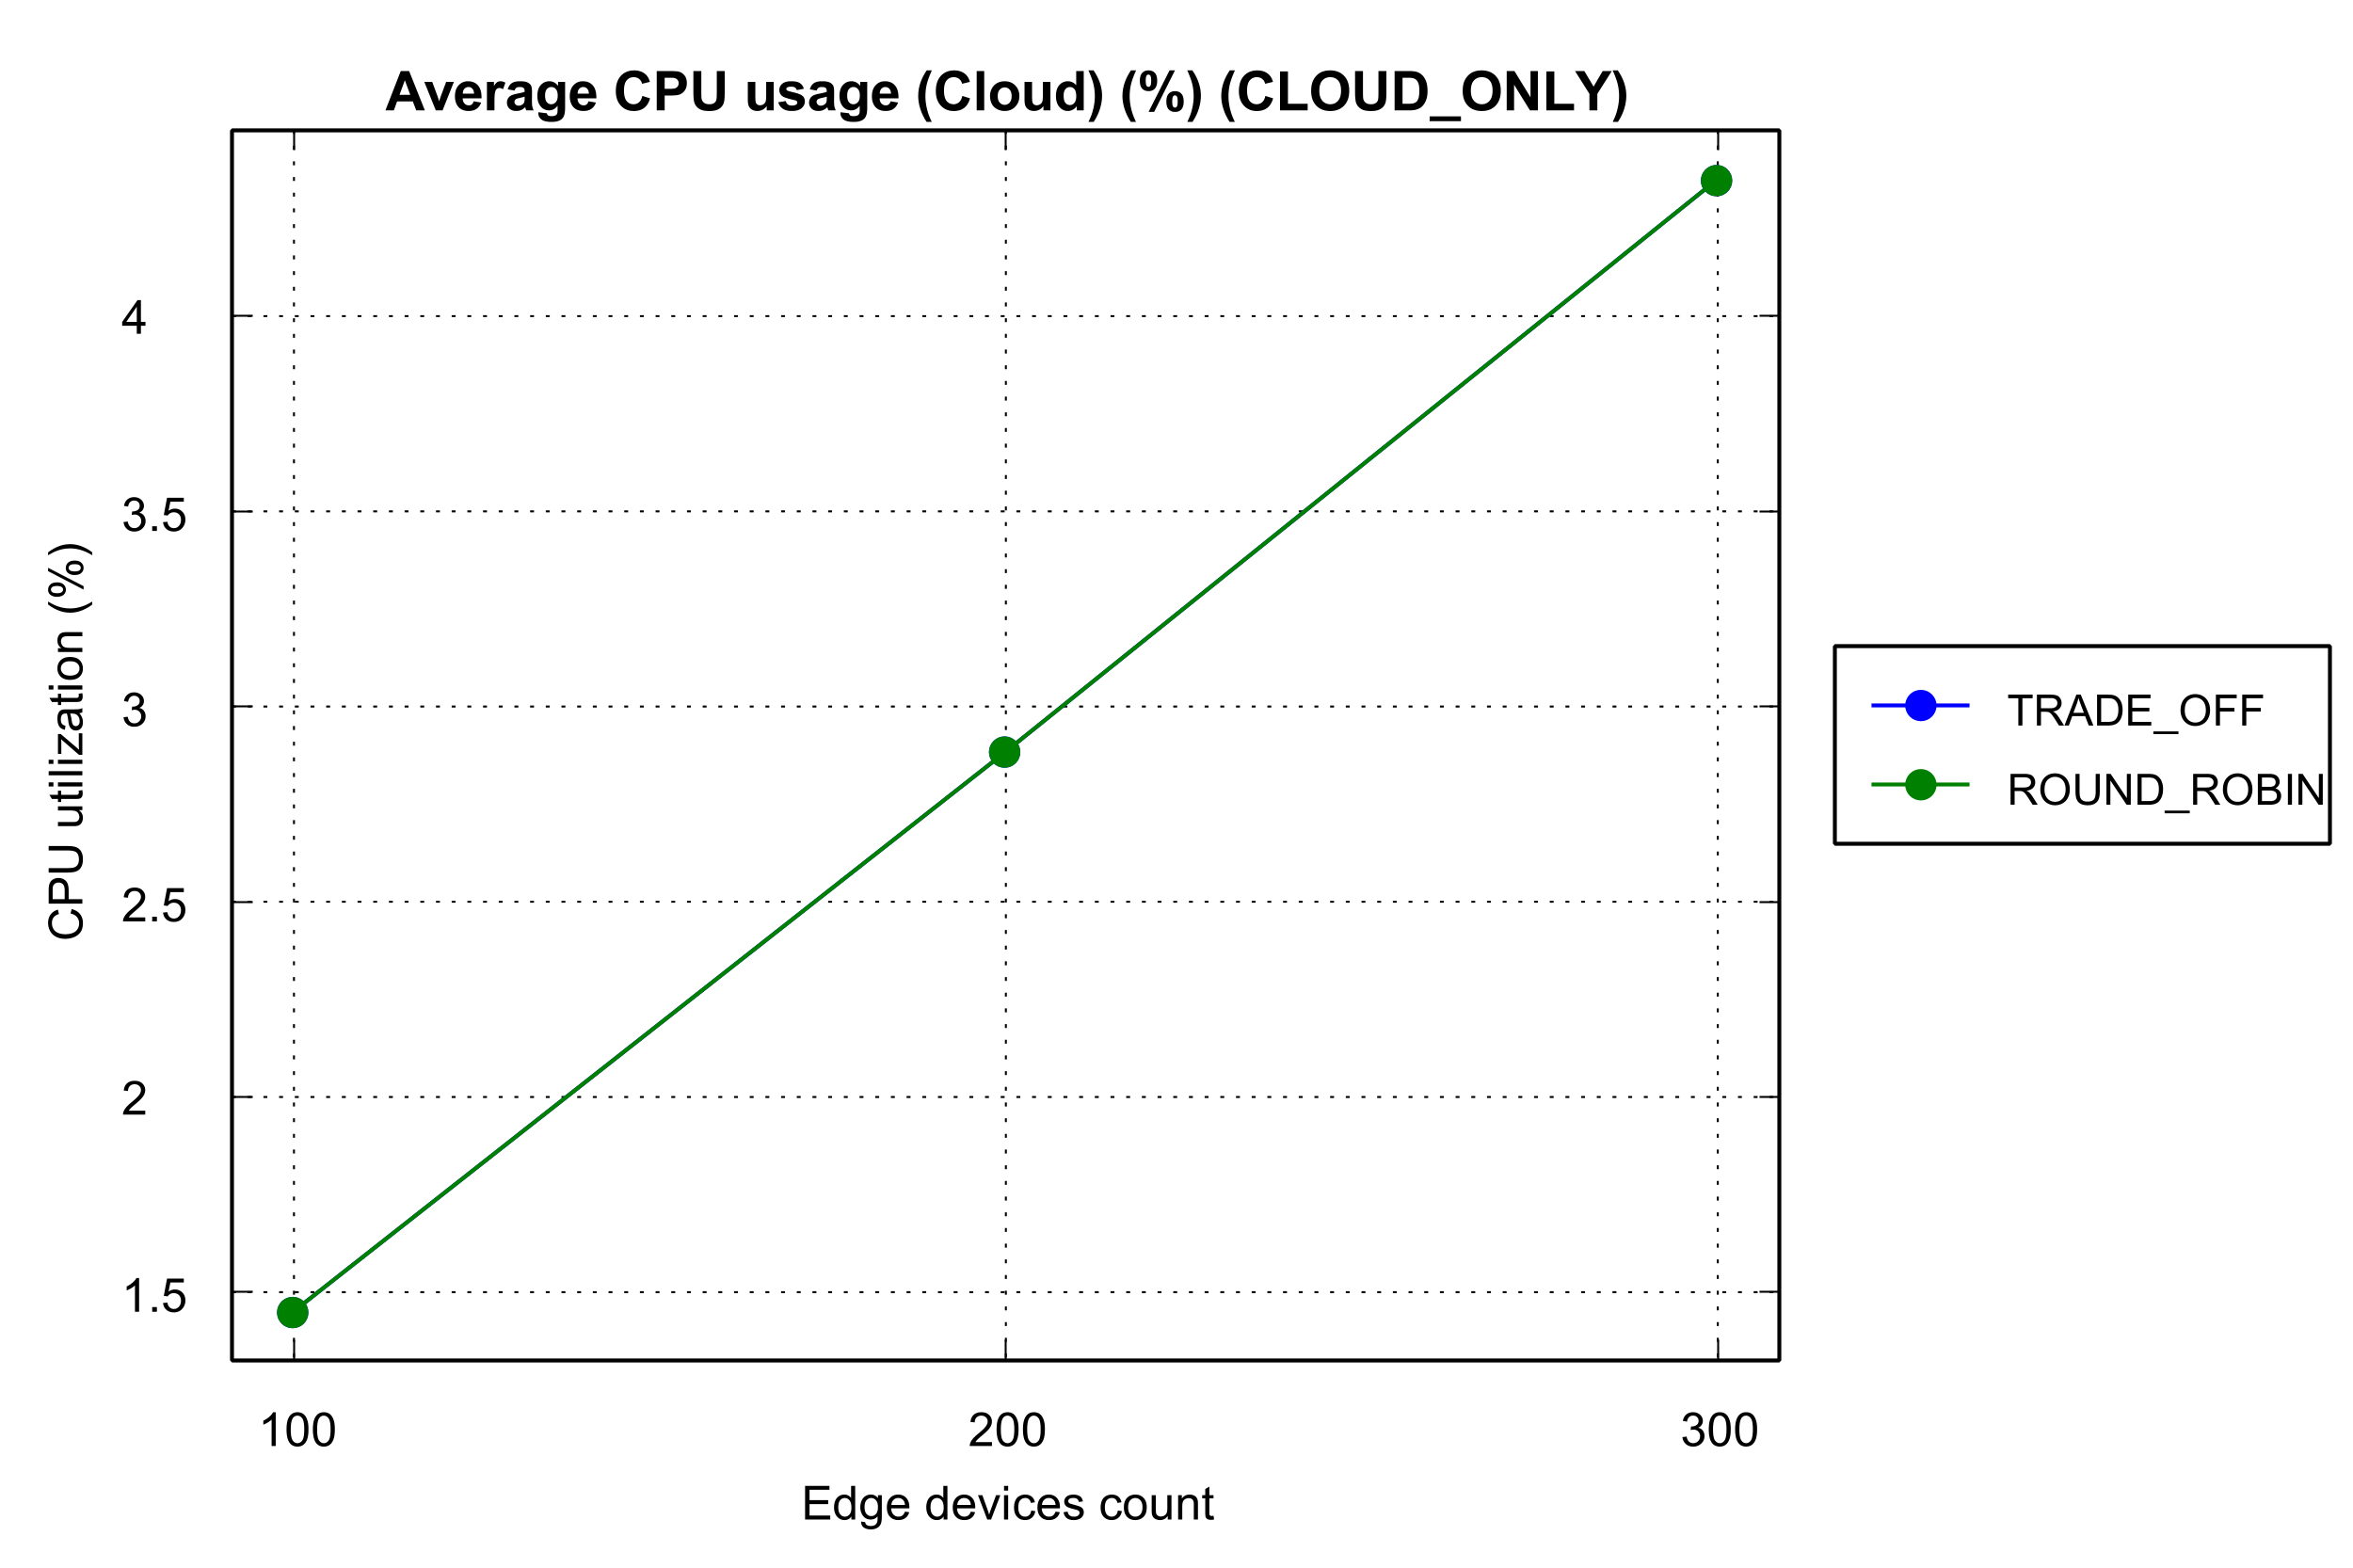 Average CPU usage (Cloud) (%) (CLOUD_ONLY)
4
3.5
3
2.5
2
1.5
CPU utilization (%)
100 200 300
Edge devices count
TRADE_OFF
ROUND_ROBIN